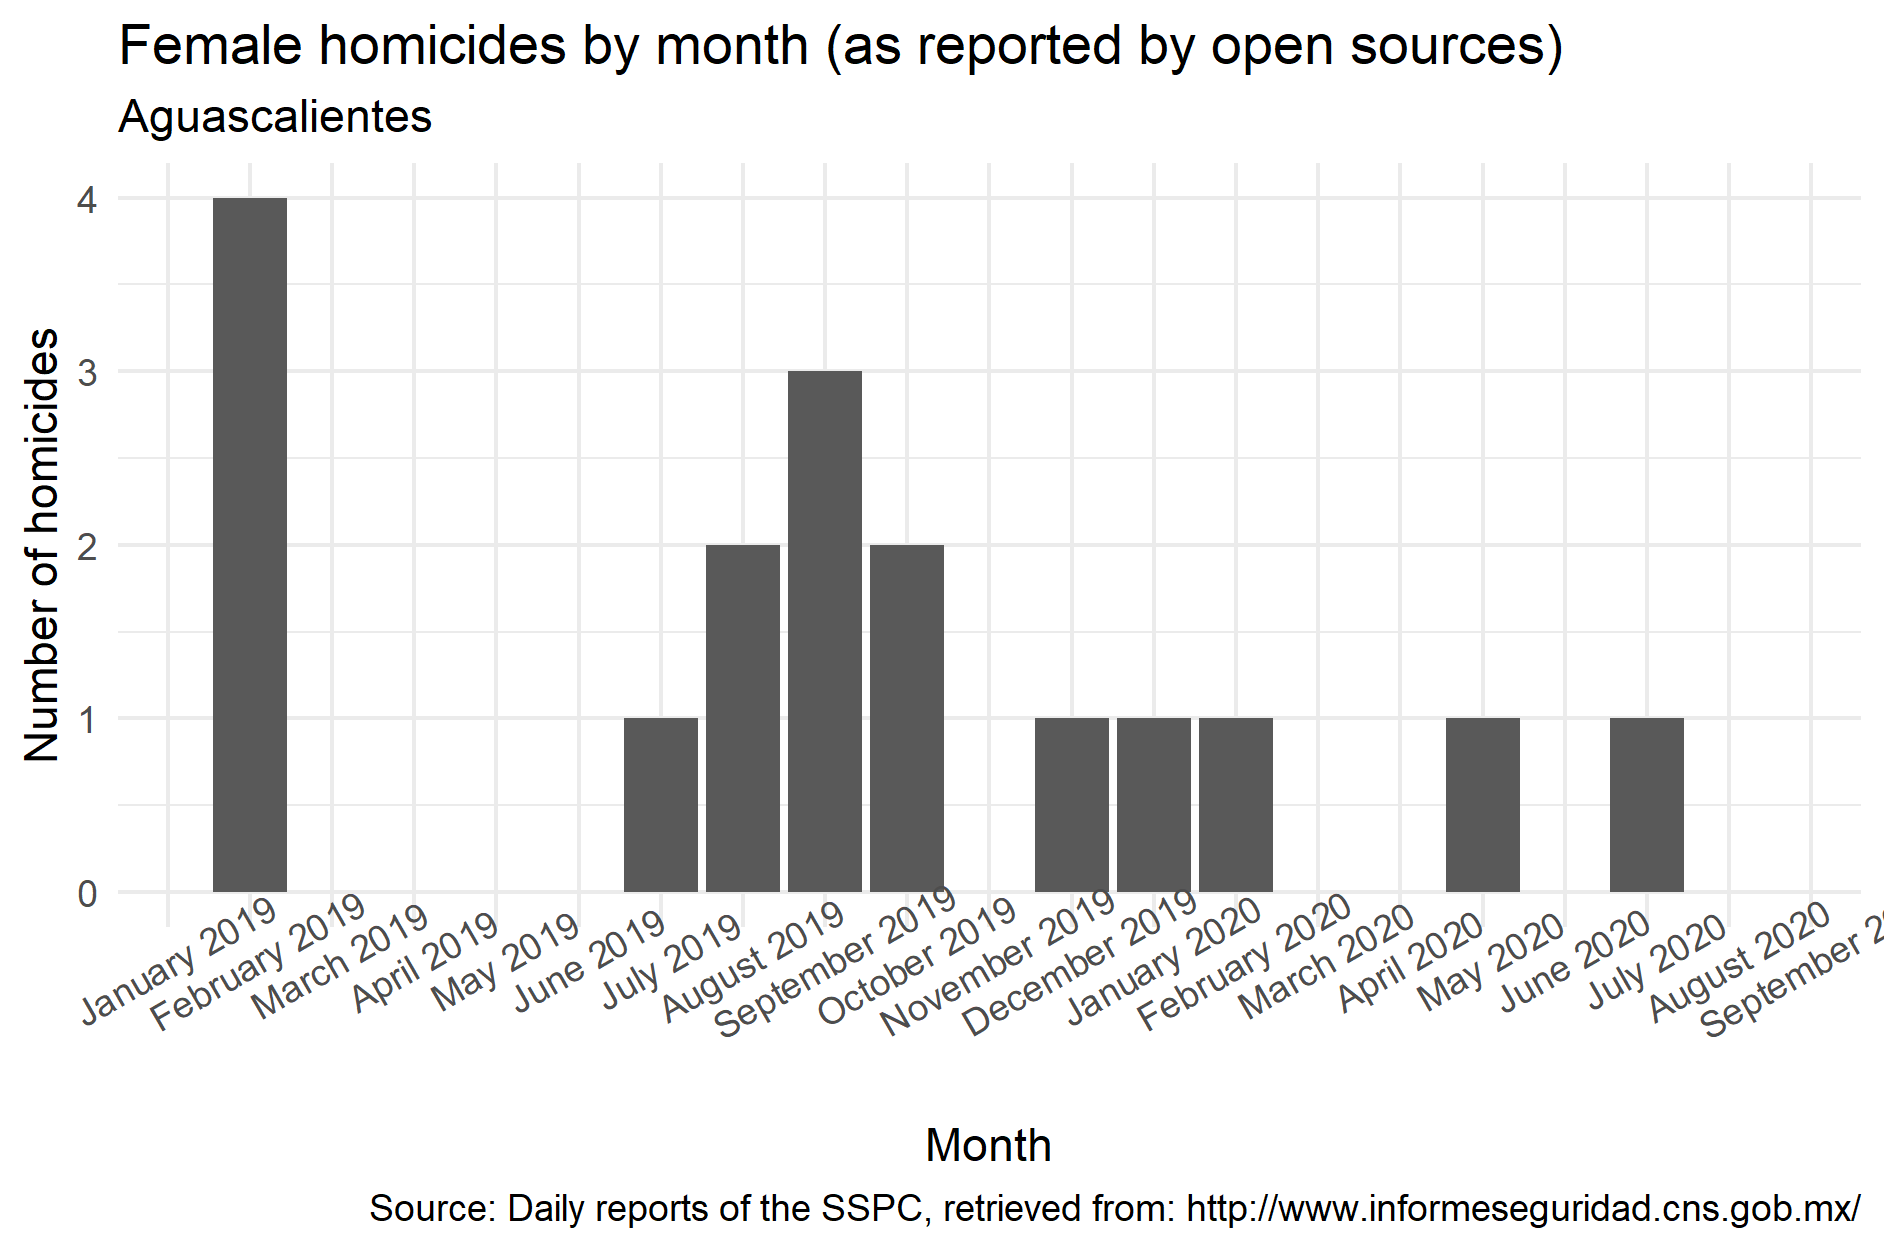 Female homicides by month (as reported by open sources)
Aguascalientes
Number of homicides
4
3
2
1
0
January 2019
February 2019
March 2019
April 2019
May 2019
June 2019
July 2019
August 2019
September 2019
October 2019
November 2019
December 2019
January 2020
February 2020
March 2020
April 2020
May 2020
June 2020
July 2020
August 2020
September
Month
Source: Daily reports of the SSPC, retrieved from: http://www.informeseguridad.cns.gob.mx/